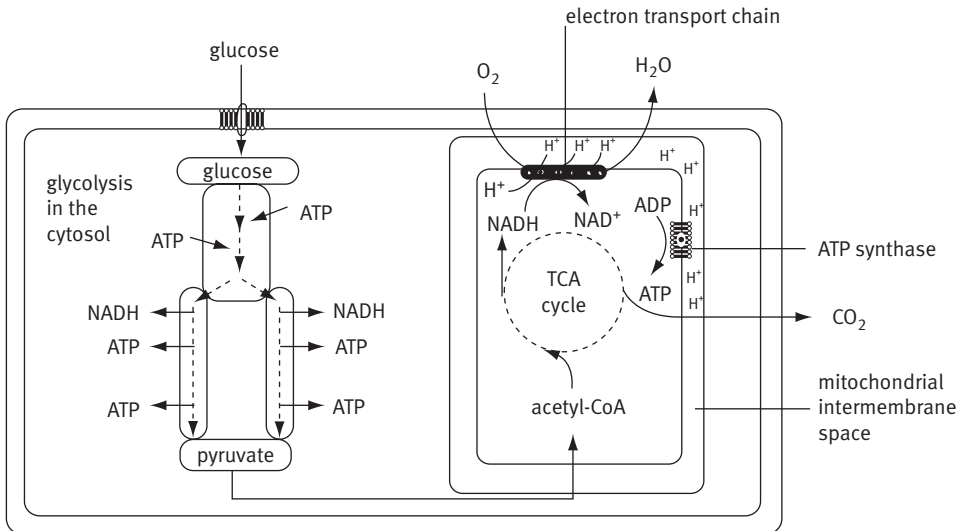 electron transport chain
glucose
O₂
H₂O
glucose
glycolysis
in the
cytosol
ATP
ATP
NADH
NADH
ATP
ATP
ATP
ATP
pyruvate
H⁺
H⁺
H⁺
H⁺
H⁺
H⁺
NADH
NAD⁺
ADP
H⁺
ATP synthase
TCA
cycle
ATP
H⁺
H⁺
CO₂
acetyl-CoA
mitochondrial
intermembrane
space